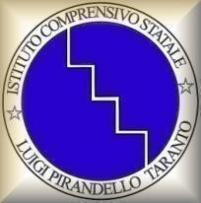 ISTITUTO COMPRENSIVO STATALE
LUIGI PIRANDELLO TARANTO